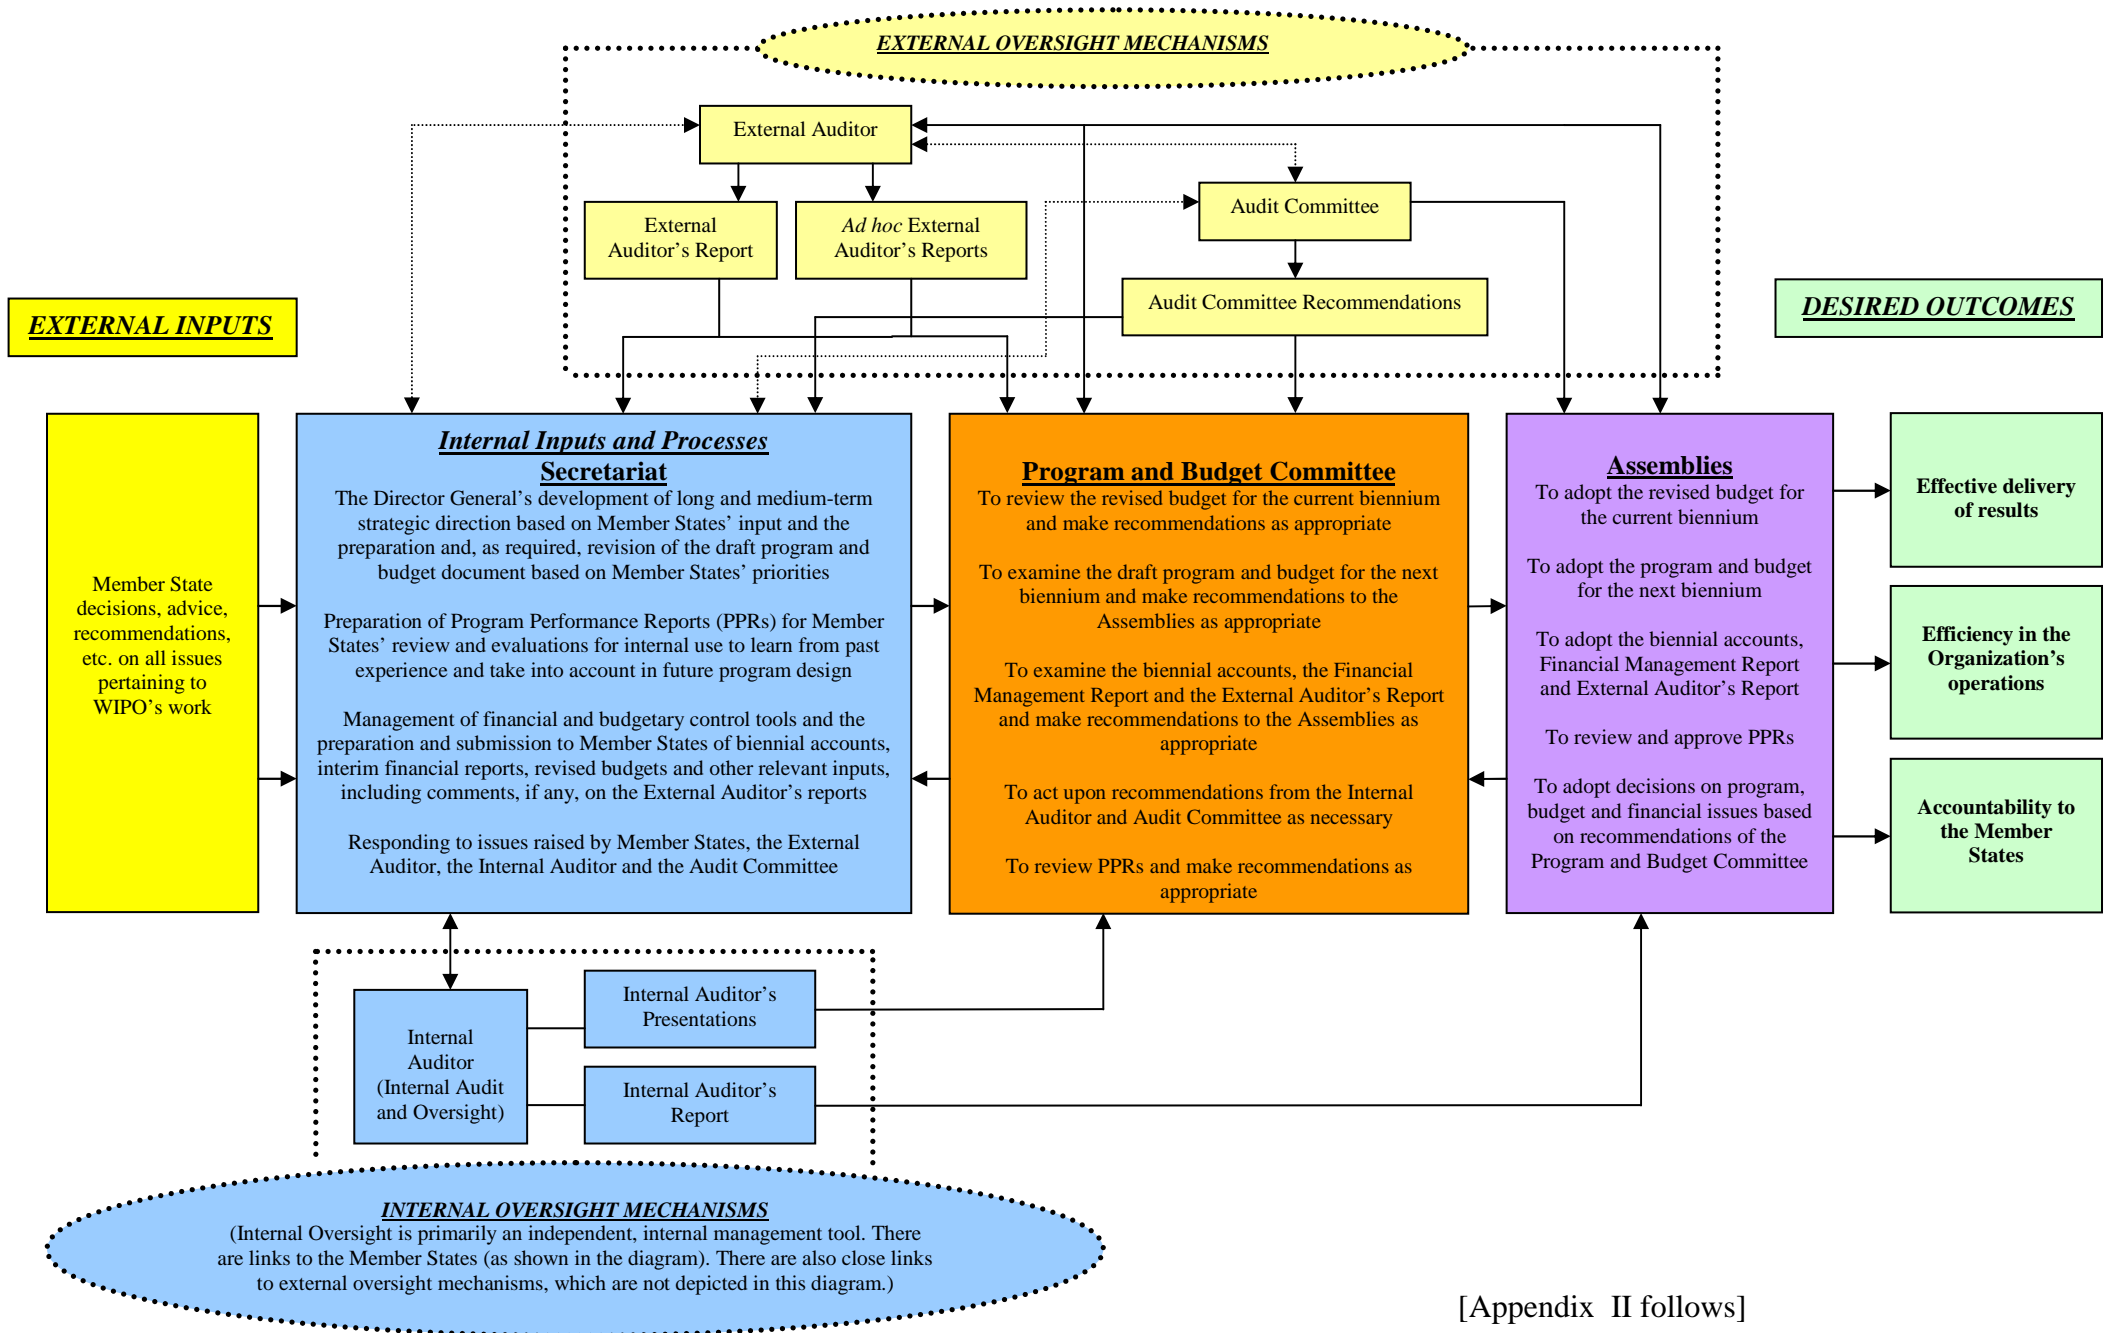 EXTERNAL OVERSIGHT MECHANISMS
External Auditor
External
Auditor’s Report
Ad hoc External
Auditor’s Reports
Audit Committee
Audit Committee Recommendations
EXTERNAL INPUTS
DESIRED OUTCOMES
Member State
decisions, advice,
recommendations,
etc. on all issues
pertaining to
WIPO’s work
Internal Inputs and Processes
Secretariat
The Director General’s development of long and medium-term
strategic direction based on Member States’ input and the
preparation and, as required, revision of the draft program and
budget document based on Member States’ priorities
Preparation of Program Performance Reports (PPRs) for Member
States’ review and evaluations for internal use to learn from past
experience and take into account in future program design
Management of financial and budgetary control tools and the
preparation and submission to Member States of biennial accounts,
interim financial reports, revised budgets and other relevant inputs,
including comments, if any, on the External Auditor’s reports
Responding to issues raised by Member States, the External
Auditor, the Internal Auditor and the Audit Committee
Program and Budget Committee
To review the revised budget for the current biennium
and make recommendations as appropriate
To examine the draft program and budget for the next
biennium and make recommendations to the
Assemblies as appropriate
To examine the biennial accounts, the Financial
Management Report and the External Auditor’s Report
and make recommendations to the Assemblies as
appropriate
To act upon recommendations from the Internal
Auditor and Audit Committee as necessary
To review PPRs and make recommendations as
appropriate
Assemblies
To adopt the revised budget for
the current biennium
To adopt the program and budget
for the next biennium
To adopt the biennial accounts,
Financial Management Report
and External Auditor’s Report
To review and approve PPRs
To adopt decisions on program,
budget and financial issues based
on recommendations of the
Program and Budget Committee
Effective delivery
of results
Efficiency in the
Organization’s
operations
Accountability to
the Member
States
Internal
Auditor
(Internal Audit
and Oversight)
Internal Auditor’s
Presentations
Internal Auditor’s
Report
INTERNAL OVERSIGHT MECHANISMS
(Internal Oversight is primarily an independent, internal management tool. There
are links to the Member States (as shown in the diagram). There are also close links
to external oversight mechanisms, which are not depicted in this diagram.)
[Appendix II follows]